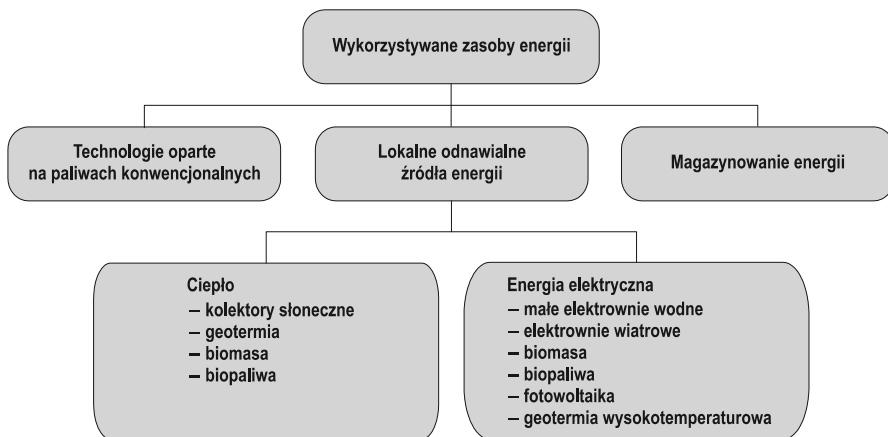 Wykorzystywane zasoby energii
Technologie oparte
na paliwach konwencjonalnych
Lokalne odnawialne
źródła energii
Magazynowanie energii
Ciepło
– kolektory słoneczne
– geotermia
– biomasa
– biopaliwa
Energia elektryczna
– małe elektrownie wodne
– elektrownie wiatrowe
– biomasa
– biopaliwa
– fotowoltaika
– geotermia wysokotemperaturowa